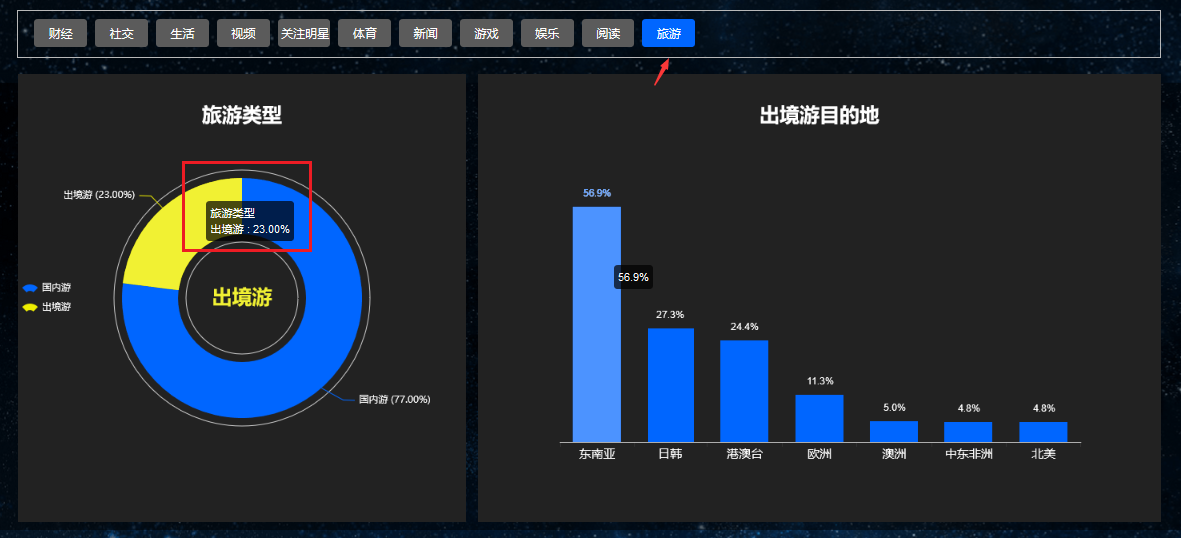 财经 社交 生活 视频 关注明星 体育 新闻 游戏 娱乐 阅读 旅游
旅游类型
出境游 (23.00%)
旅游类型
出境游 : 23.00%
国内游
出境游
出境游
国内游 (77.00%)
出境游目的地
56.9%
56.9%
27.3%
24.4%
11.3%
5.0%
4.8%
4.8%
东南亚 日韩 港澳台 欧洲 澳洲 中东非洲 北美